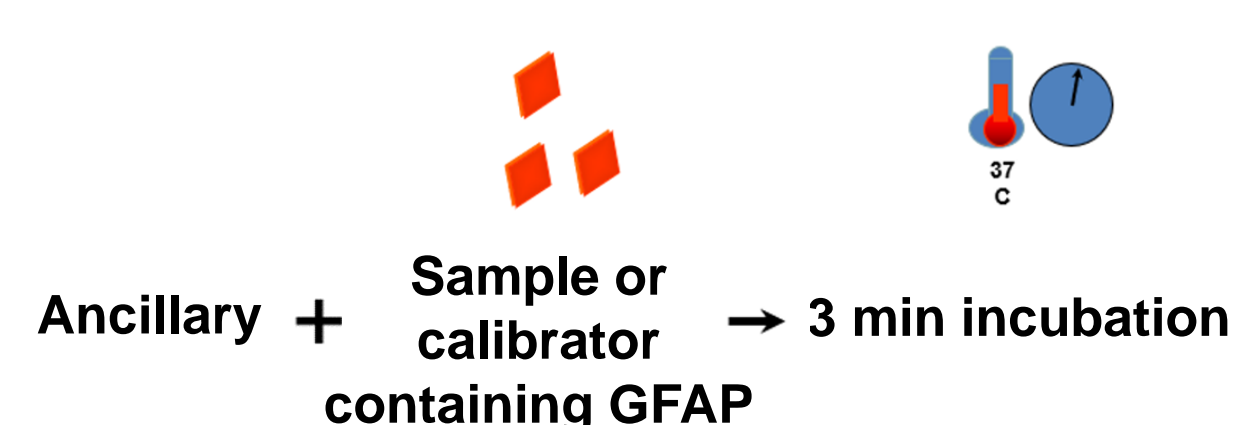 37
C
Ancillary + Sample or
calibrator
containing GFAP → 3 min incubation